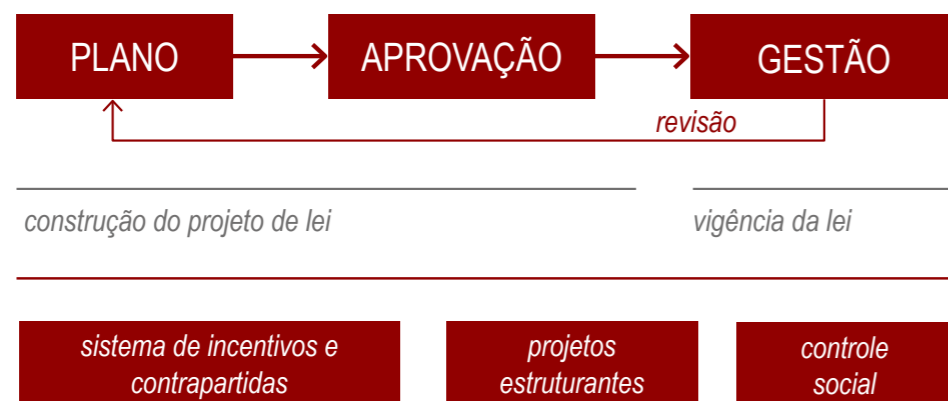 PLANO
APROVAÇÃO
GESTÃO
revisão
construção do projeto de lei
vigência da lei
sistema de incentivos e
contrapartidas
projetos
estruturantes
controle
social